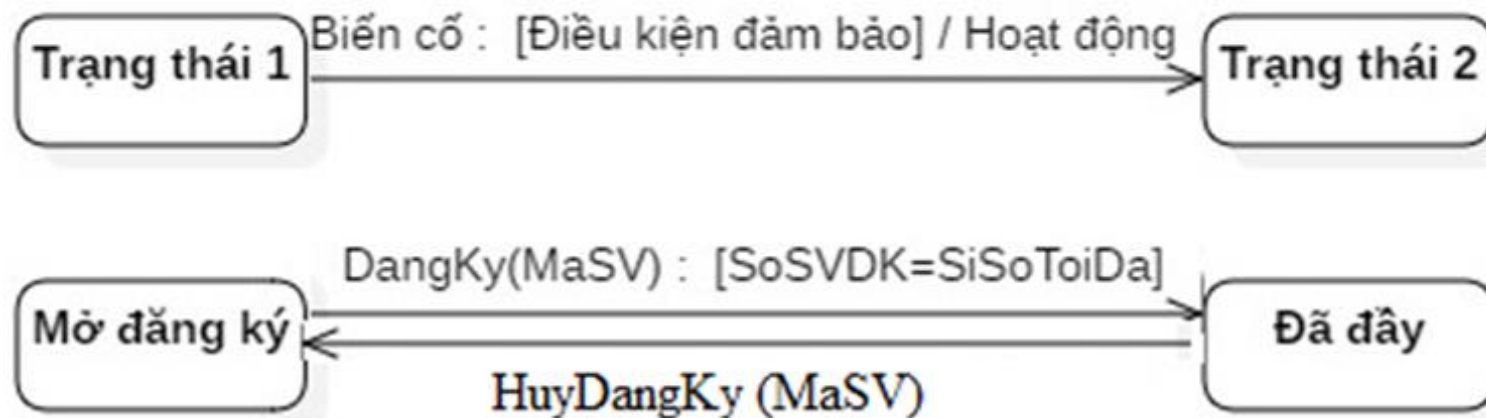 Biến cố : [Điều kiện đảm bảo] / Hoạt động
Trạng thái 1
Trạng thái 2
DangKy(MaSV) : [SoSVDK=SiSoToiDa]
Mở đăng ký
Đã đầy
HuyDangKy (MaSV)